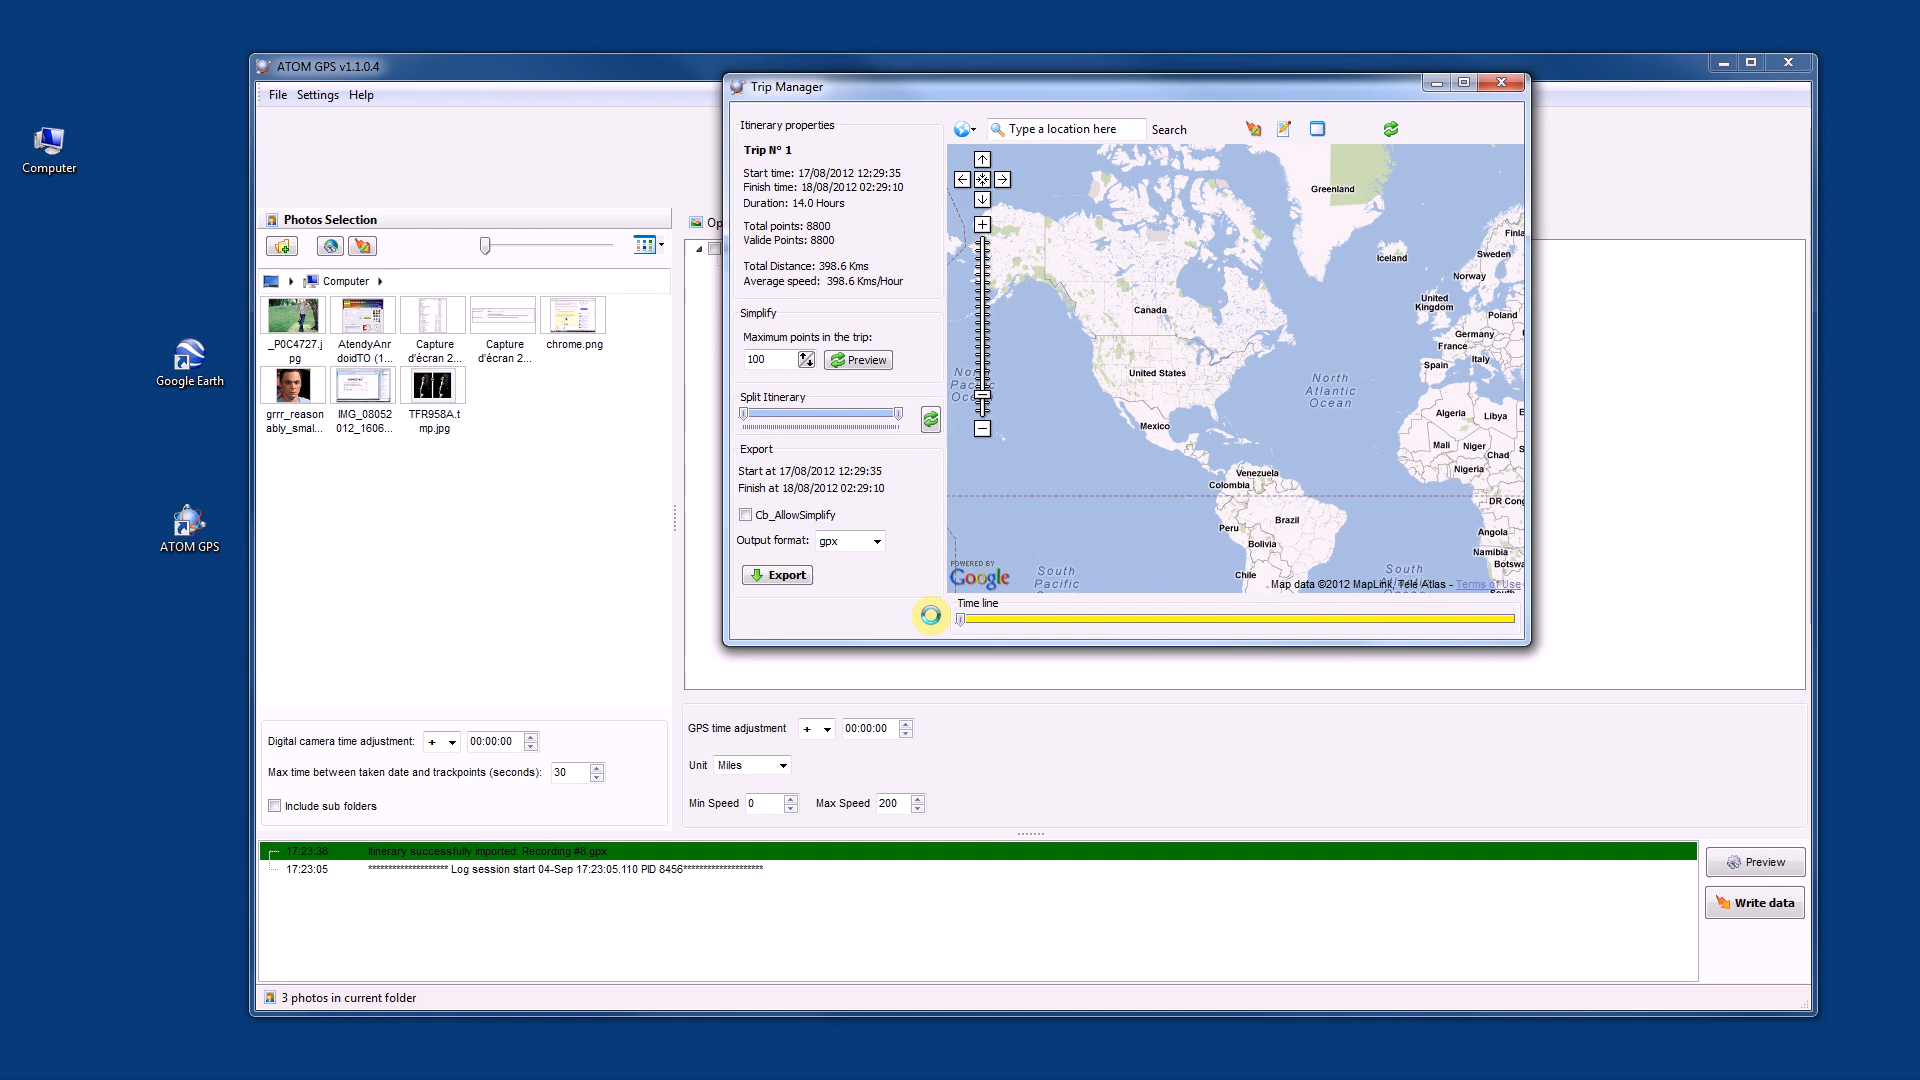 ATOM GPS v1.1.0.4
File Settings Help
Computer
Google Earth
ATOM GPS
Photos Selection
Computer
_P0C4727.j
pg
AtendyAnr
doidTO (1...
Capture
d'écran 2...
Capture
d'écran 2...
chrome.png
grrr_reason
ably_smal...
IMG_08052
012_1606...
TFR958A.t
mp.jpg
Digital camera time adjustment: + 00:00:00
Max time between taken date and trackpoints (seconds): 30
Include sub folders
Op
Trip Manager
Itinerary properties
Trip N° 1
Start time: 17/08/2012 12:29:35
Finish time: 18/08/2012 02:29:10
Duration: 14.0 Hours
Total points: 8800
Valide Points: 8800
Total Distance: 398.6 Kms
Average speed: 398.6 Kms/Hour
Simplify
Maximum points in the trip:
100 Preview
Split Itinerary
Export
Start at 17/08/2012 12:29:35
Finish at 18/08/2012 02:29:10
Cb_AllowSimplify
Output format: gpx
Export
Type a location here Search
Greenland
Finla
Iceland
Sweden
Norway
United
Kingdom
Canada
Poland
Germany
France
Italy
Spain
United States
North
Atlantic
Ocean
Algeria
Libya
E
Mexico
Mali
Niger
Chad
S
Nigeria
Venezuela
Colombia
DR Cong
Brazil
Peru
Bolivia
Angola
Namibia
Botswa
Chile
South
Pacific
South
POWERED BY
Google
Map data ©2012 MapLink, Tele Atlas - Terms of Use
Time line
GPS time adjustment + 00:00:00
Unit Miles
Min Speed 0 Max Speed 200
17:23:38 Itinerary successfully imported: Recording #8.gpx
17:23:05 ******************** Log session start 04-Sep 17:23:05.110 PID 8456********************
Preview
Write data
3 photos in current folder